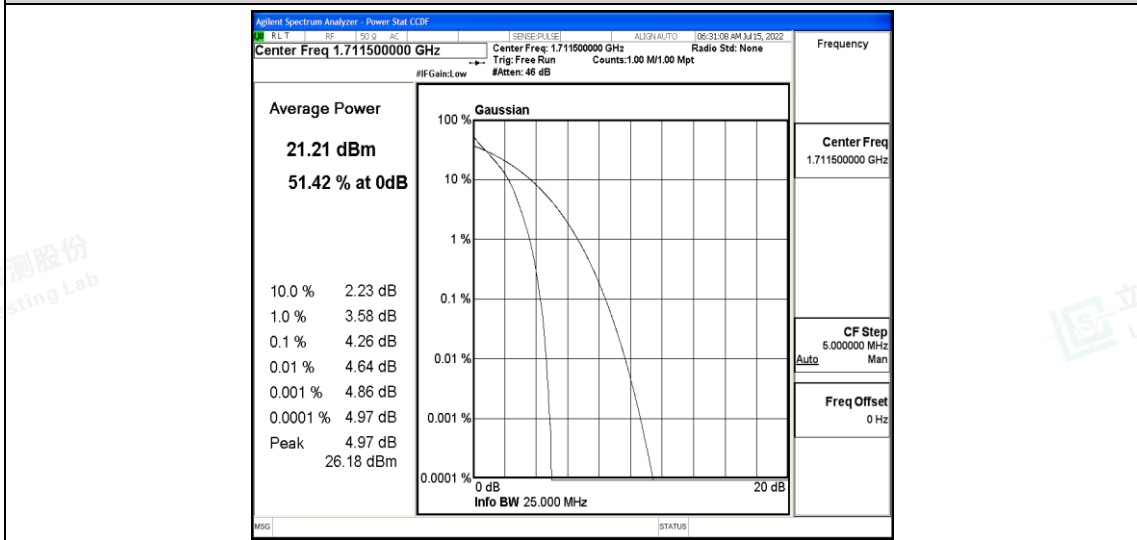 Agilent Spectrum Analyzer - Power Stat CCDF
LXI RLT RF 50 Ω AC SENSE:PULSE ALIGN AUTO 06:31:08 AM Jul 15, 2022
Center Freq 1.711500000 GHz
Center Freq: 1.711500000 GHz Radio Std: None
Trig: Free Run Counts:1.00 M/1.00 Mpt
#IFGain:Low #Atten: 46 dB
Frequency
Average Power
21.21 dBm
51.42 % at 0dB
10.0 % 2.23 dB
1.0 % 3.58 dB
0.1 % 4.26 dB
0.01 % 4.64 dB
0.001 % 4.86 dB
0.0001 % 4.97 dB
Peak 4.97 dB
26.18 dBm
Gaussian
100 %
10 %
1 %
0.1 %
0.01 %
0.001 %
0.0001 %
0 dB 20 dB
Info BW 25.000 MHz
Center Freq
1.711500000 GHz
CF Step
5.000000 MHz
Auto Man
Freq Offset
0 Hz
MSG STATUS
测股份
sting Lab
立